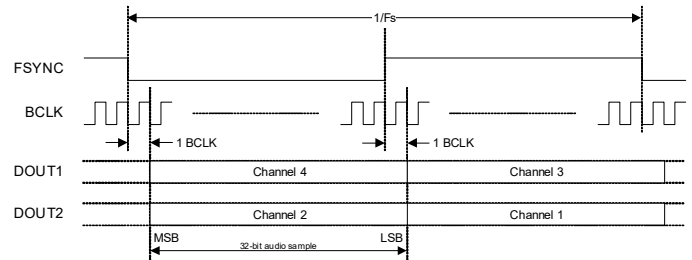 1/Fs
FSYNC
BCLK
1 BCLK 1 BCLK
DOUT1 Channel 4 Channel 3
DOUT2 Channel 2 Channel 1
MSB LSB
32-bit audio sample